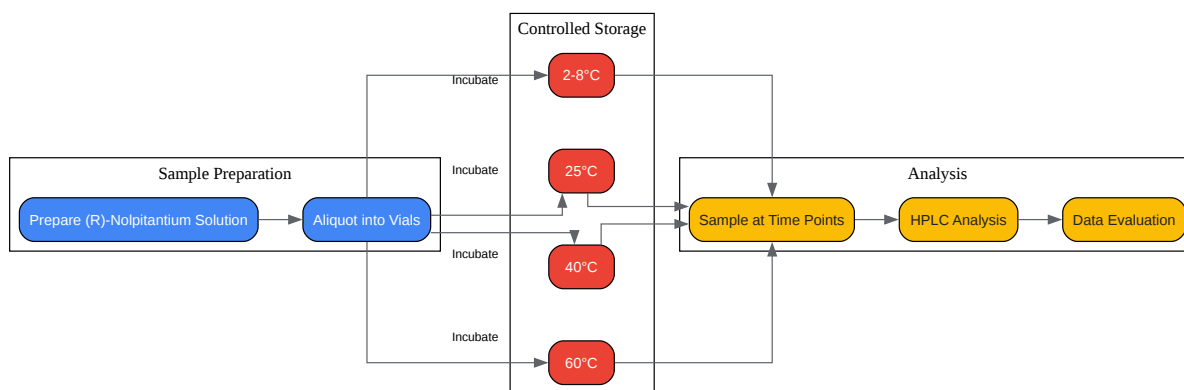 Controlled Storage
2-8°C
Incubate
Incubate
25°C
Sample Preparation
Analysis
Prepare (R)-Nolpitantium Solution
Aliquot into Vials
Sample at Time Points
HPLC Analysis
Data Evaluation
Incubate
40°C
Incubate
60°C